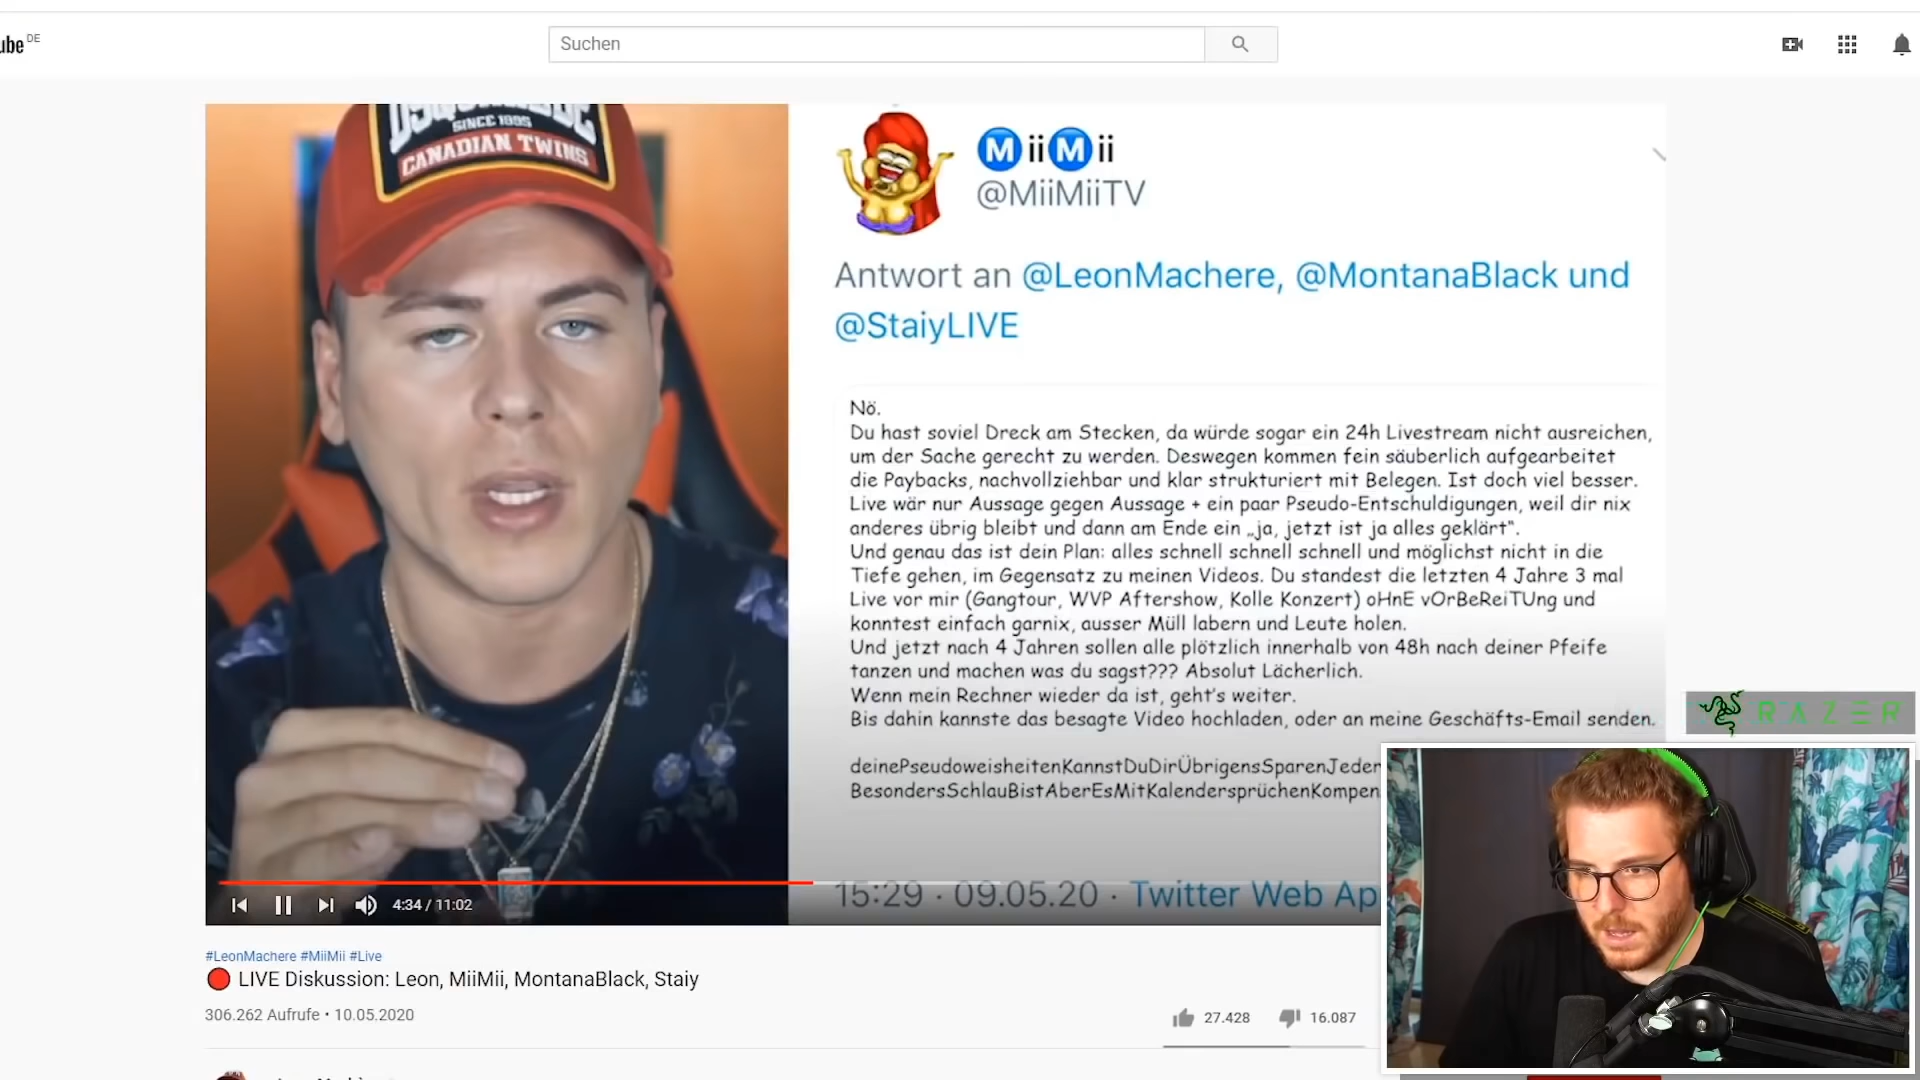 DE
Suchen
SINCE 1995
CANADIAN TWINS
MiiMii
@MiiMiiTV
Antwort an @LeonMachere, @MontanaBlack und
@StaiyLIVE
Nö.
Du hast soviel Dreck am Stecken, da würde sogar ein 24h Livestream nicht ausreichen,
um der Sache gerecht zu werden. Deswegen kommen fein säuberlich aufgearbeitet
die Paybacks, nachvollziehbar und klar strukturiert mit Belegen. Ist doch viel besser.
Live wär nur Aussage gegen Aussage + ein paar Pseudo-Entschuldigungen, weil dir nix
anderes übrig bleibt und dann am Ende ein „ja, jetzt ist ja alles geklärt“.
Und genau das ist dein Plan: alles schnell schnell schnell und möglichst nicht in die
Tiefe gehen, im Gegensatz zu meinen Videos. Du standest die letzten 4 Jahre 3 mal
Live vor mir (Gangtour, WVP Aftershow, Kolle Konzert) oHnE vOrBeReiTUng und
konntest einfach garnix, ausser Müll labern und Leute holen.
Und jetzt nach 4 Jahren sollen alle plötzlich innerhalb von 48h nach deiner Pfeife
tanzen und machen was du sagst??? Absolut Lächerlich.
Wenn mein Rechner wieder da ist, geht's weiter.
Bis dahin kannste das besagte Video hochladen, oder an meine Geschäfts-Email senden.
deinePseudoweisheitenKannstDuDirÜbrigensSparenJeder
BesondersSchlauBistAberEsMitKalendersprüchenKompen
15:29 · 09.05.20 · Twitter Web Ap
RAZER
4:34 / 11:02
#LeonMachere #MiiMii #Live
LIVE Diskussion: Leon, MiiMii, MontanaBlack, Staiy
306.262 Aufrufe • 10.05.2020
27.428
16.087